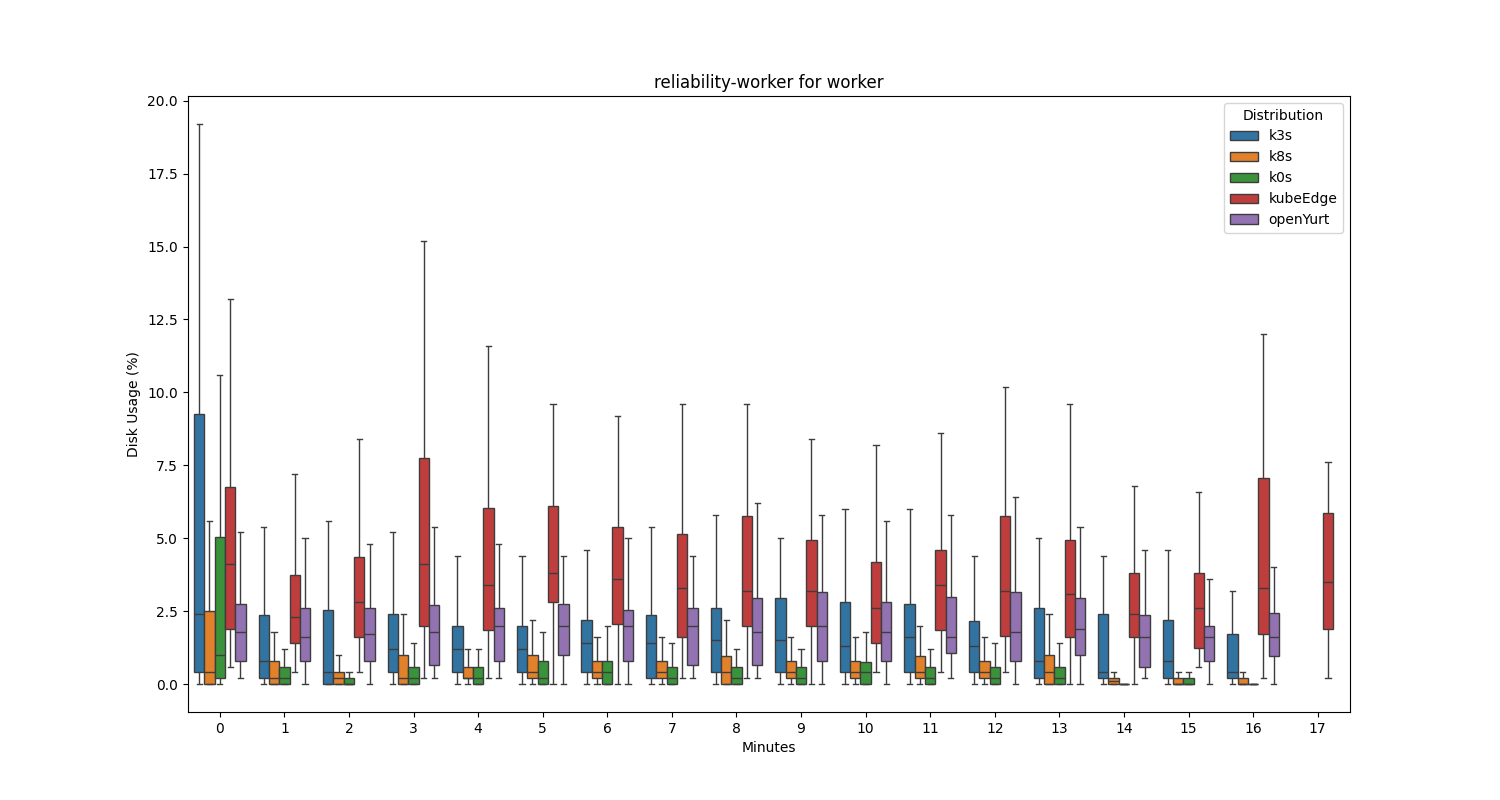 reliability-worker for worker
Distribution
k3s
k8s
k0s
kubeEdge
openYurt
Disk Usage (%)
20.0
17.5
15.0
12.5
10.0
7.5
5.0
2.5
0.0
0 1 2 3 4 5 6 7 8 9 10 11 12 13 14 15 16 17
Minutes